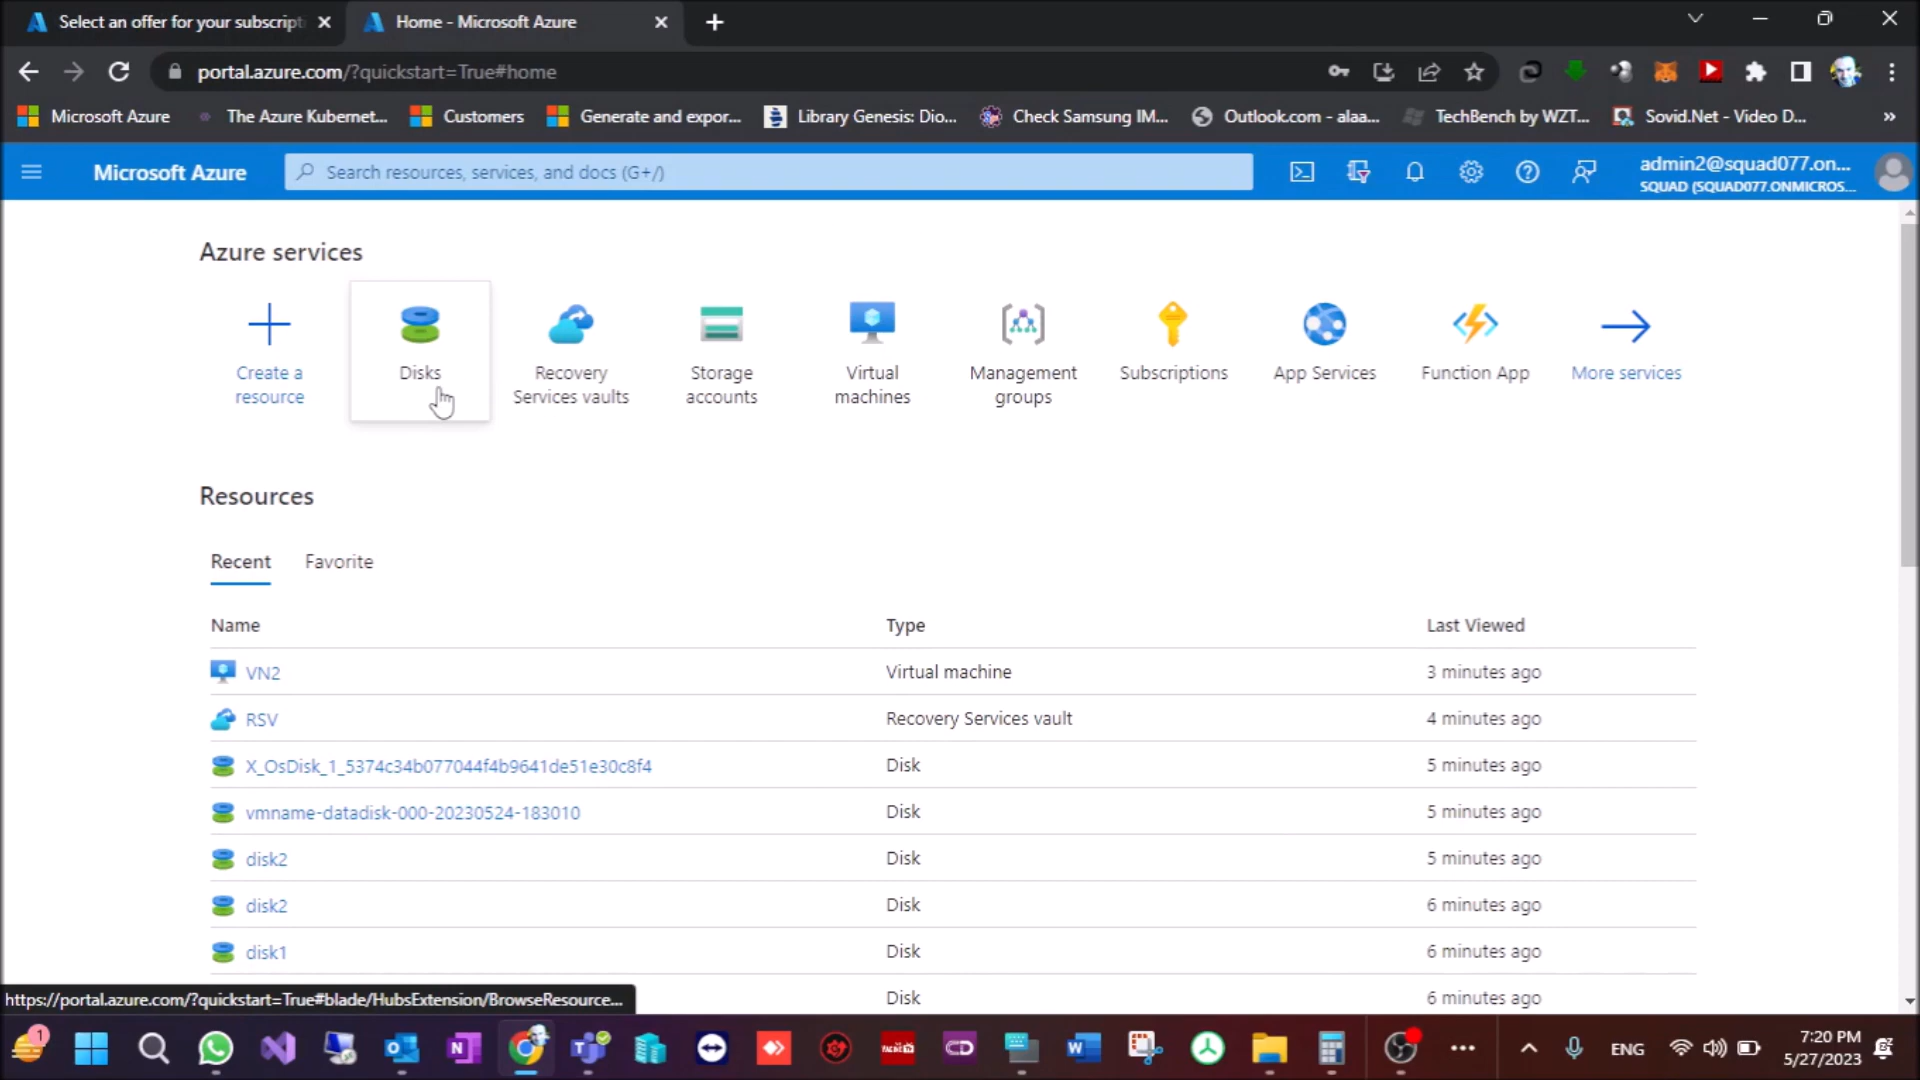 Select an offer for your subscript
Home - Microsoft Azure
portal.azure.com/?quickstart=True#home
Microsoft Azure
The Azure Kubernet...
Customers
Generate and expor...
Library Genesis: Dio...
Check Samsung IM...
Outlook.com - alaa...
TechBench by WZT...
Sovid.Net - Video D...
»
Microsoft Azure
Search resources, services, and docs (G+/)
admin2@squad077.on...
SQUAD (SQUAD077.ONMICROS...
Azure services
Create a
resource
Disks
Recovery
Services vaults
Storage
accounts
Virtual
machines
Management
groups
Subscriptions
App Services
Function App
More services
Resources
Recent
Favorite
Name
Type
Last Viewed
VN2
Virtual machine
3 minutes ago
RSV
Recovery Services vault
4 minutes ago
X_OsDisk_1_5374c34b077044f4b9641de51e30c8f4
Disk
5 minutes ago
vmname-datadisk-000-20230524-183010
Disk
5 minutes ago
disk2
Disk
5 minutes ago
disk2
Disk
6 minutes ago
disk1
Disk
6 minutes ago
Disk
6 minutes ago
https://portal.azure.com/?quickstart=True#blade/HubsExtension/BrowseResource...
1
N
CD
W
ENG
7:20 PM
5/27/2023